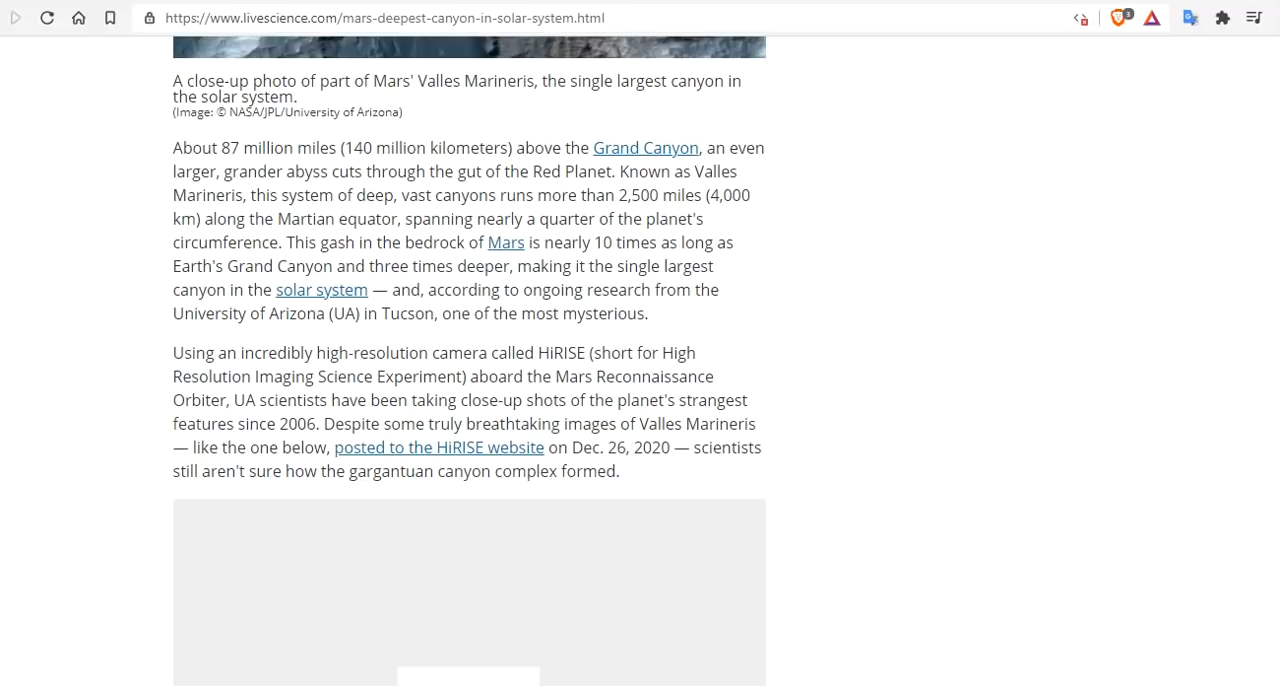 https://www.livescience.com/mars-deepest-canyon-in-solar-system.html
3
A close-up photo of part of Mars' Valles Marineris, the single largest canyon in
the solar system.
(Image: © NASA/JPL/University of Arizona)
About 87 million miles (140 million kilometers) above the Grand Canyon, an even
larger, grander abyss cuts through the gut of the Red Planet. Known as Valles
Marineris, this system of deep, vast canyons runs more than 2,500 miles (4,000
km) along the Martian equator, spanning nearly a quarter of the planet's
circumference. This gash in the bedrock of Mars is nearly 10 times as long as
Earth's Grand Canyon and three times deeper, making it the single largest
canyon in the solar system — and, according to ongoing research from the
University of Arizona (UA) in Tucson, one of the most mysterious.
Using an incredibly high-resolution camera called HiRISE (short for High
Resolution Imaging Science Experiment) aboard the Mars Reconnaissance
Orbiter, UA scientists have been taking close-up shots of the planet's strangest
features since 2006. Despite some truly breathtaking images of Valles Marineris
— like the one below, posted to the HiRISE website on Dec. 26, 2020 — scientists
still aren't sure how the gargantuan canyon complex formed.